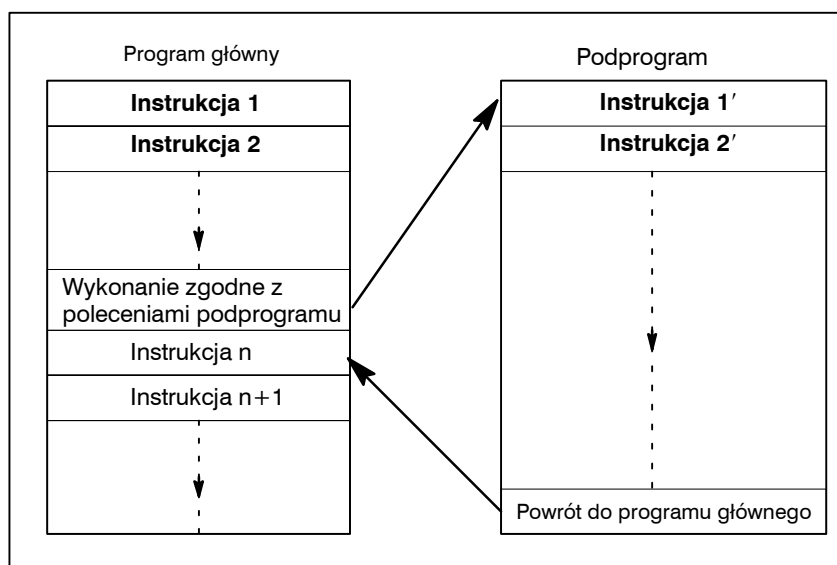 Program główny
Instrukcja 1
Instrukcja 2
Wykonanie zgodne z
poleceniami podprogramu
Instrukcja n
Instrukcja n+1
Podprogram
Instrukcja 1′
Instrukcja 2′
Powrót do programu głównego